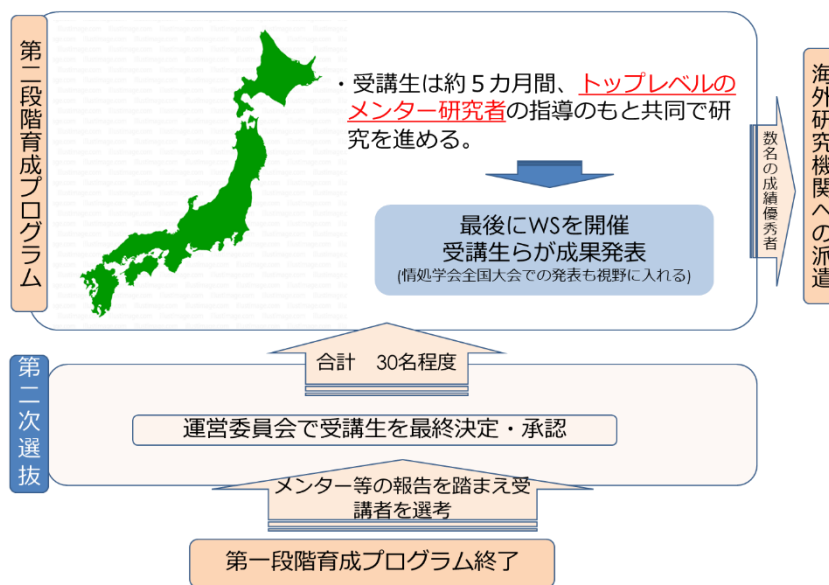 第二段階育成プログラム
・受講生は約５カ月間、トップレベルの
メンター研究者の指導のもと共同で研
究を進める。
最後にWSを開催
受講生らが成果発表
(情処学会全国大会での発表も視野に入れる)
数名の成績優秀者
海外研究機関への派遣
合計　30名程度
第二次選抜
運営委員会で受講生を最終決定・承認
メンター等の報告を踏まえ受
講者を選考
第一段階育成プログラム終了